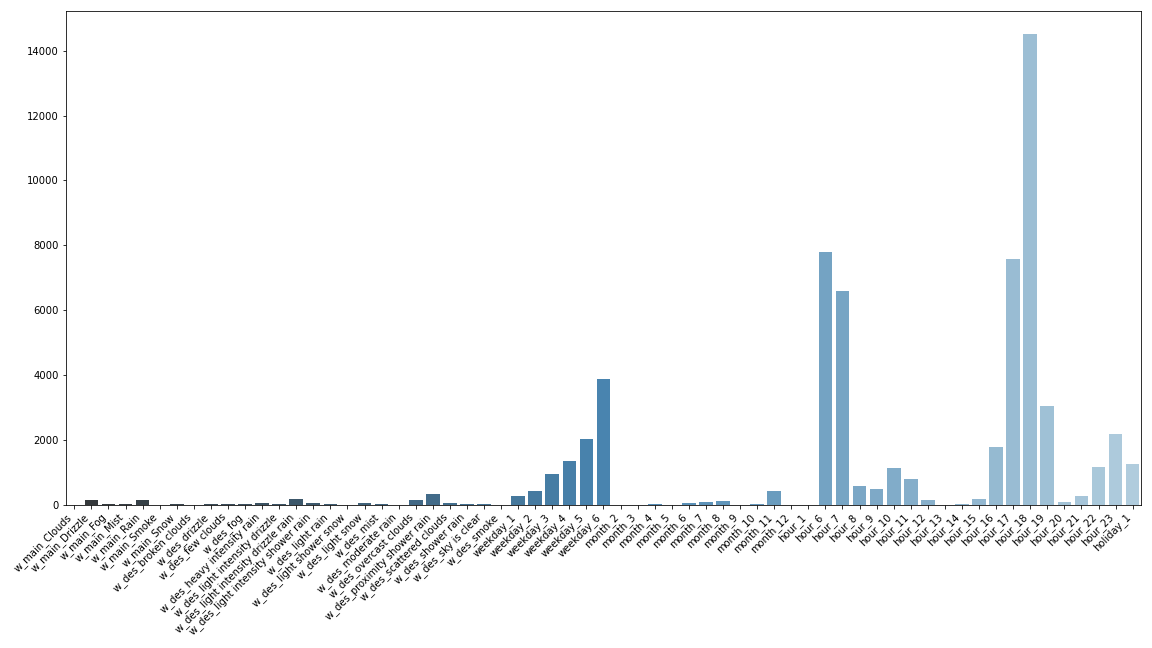 14000
12000
10000
8000
6000
4000
2000
0
w_main_Clouds
w_main_Drizzle
w_main_Fog
w_main_Mist
w_main_Rain
w_main_Smoke
w_main_Snow
w_des_broken clouds
w_des_drizzle
w_des_few clouds
w_des_fog
w_des_heavy intensity rain
w_des_light intensity drizzle
w_des_light intensity drizzle rain
w_des_light intensity shower rain
w_des_light rain
w_des_light shower snow
w_des_light snow
w_des_mist
w_des_moderate rain
w_des_overcast clouds
w_des_proximity shower rain
w_des_scattered clouds
w_des_shower rain
w_des_sky is clear
w_des_smoke
weekday_1
weekday_2
weekday_3
weekday_4
weekday_5
weekday_6
month_2
month_3
month_4
month_5
month_6
month_7
month_8
month_9
month_10
month_11
month_12
hour_1
hour_6
hour_7
hour_8
hour_9
hour_10
hour_11
hour_12
hour_13
hour_14
hour_15
hour_16
hour_17
hour_18
hour_19
hour_20
hour_21
hour_22
hour_23
holiday_1